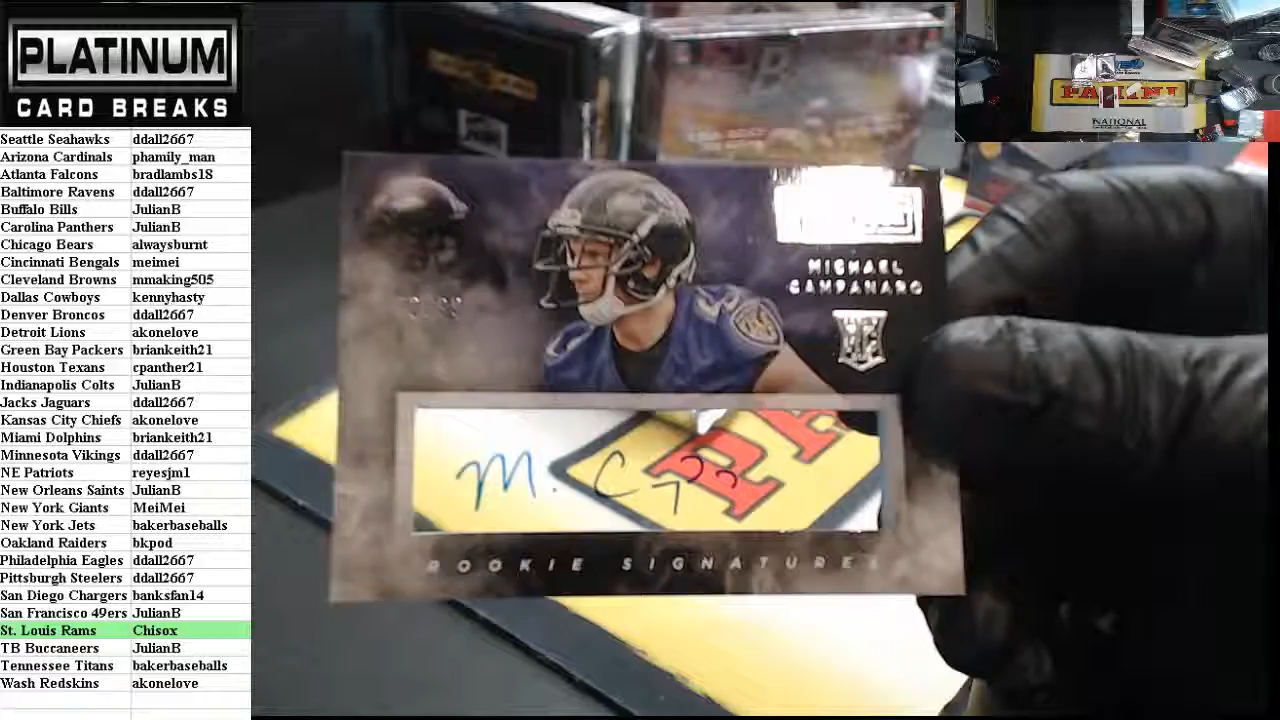 PLATINUM
CARD BREAKS
Seattle Seahawks ddall2667
Arizona Cardinals phamily_man
Atlanta Falcons bradlambs18
Baltimore Ravens ddall2667
Buffalo Bills JulianB
Carolina Panthers JulianB
Chicago Bears alwaysburnt
Cincinnati Bengals meimei
Cleveland Browns mmaking505
Dallas Cowboys kennyhasty
Denver Broncos ddall2667
Detroit Lions akonelove
Green Bay Packers briankeith21
Houston Texans cpanther21
Indianapolis Colts JulianB
Jacks Jaguars ddall2667
Kansas City Chiefs akonelove
Miami Dolphins briankeith21
Minnesota Vikings ddall2667
NE Patriots reyesjm1
New Orleans Saints JulianB
New York Giants MeiMei
New York Jets bakerbaseballs
Oakland Raiders bkpod
Philadelphia Eagles ddall2667
Pittsburgh Steelers ddall2667
San Diego Chargers banksfan14
San Francisco 49ers JulianB
St. Louis Rams Chisox
TB Buccaneers JulianB
Tennessee Titans bakerbaseballs
Wash Redskins akonelove
MICHAEL
CAMPANARO
M. C
PA
ROOKIE SIGNATURES
PANINI
NATIONAL